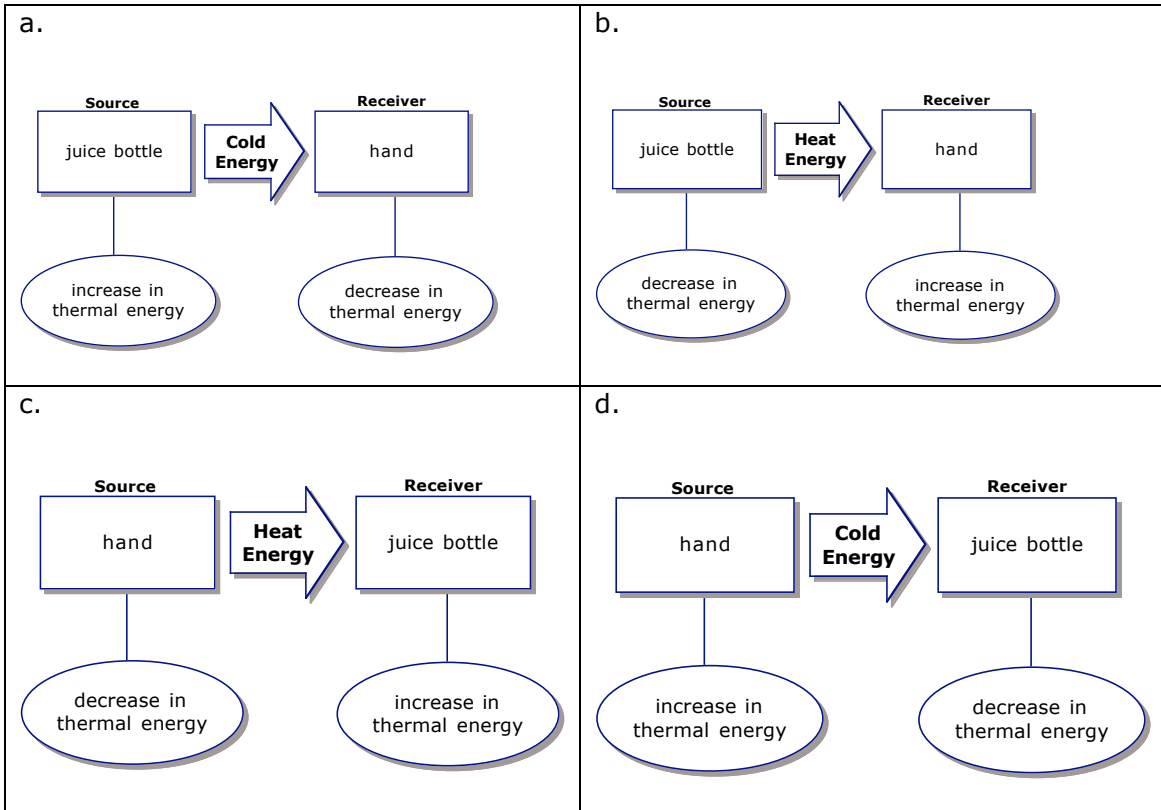 a.
Source
Receiver
juice bottle
Cold
Energy
hand
increase in
thermal energy
decrease in
thermal energy
b.
Source
Receiver
juice bottle
Heat
Energy
hand
decrease in
thermal energy
increase in
thermal energy
c.
Source
Receiver
hand
Heat
Energy
juice bottle
decrease in
thermal energy
increase in
thermal energy
d.
Source
Receiver
hand
Cold
Energy
juice bottle
increase in
thermal energy
decrease in
thermal energy